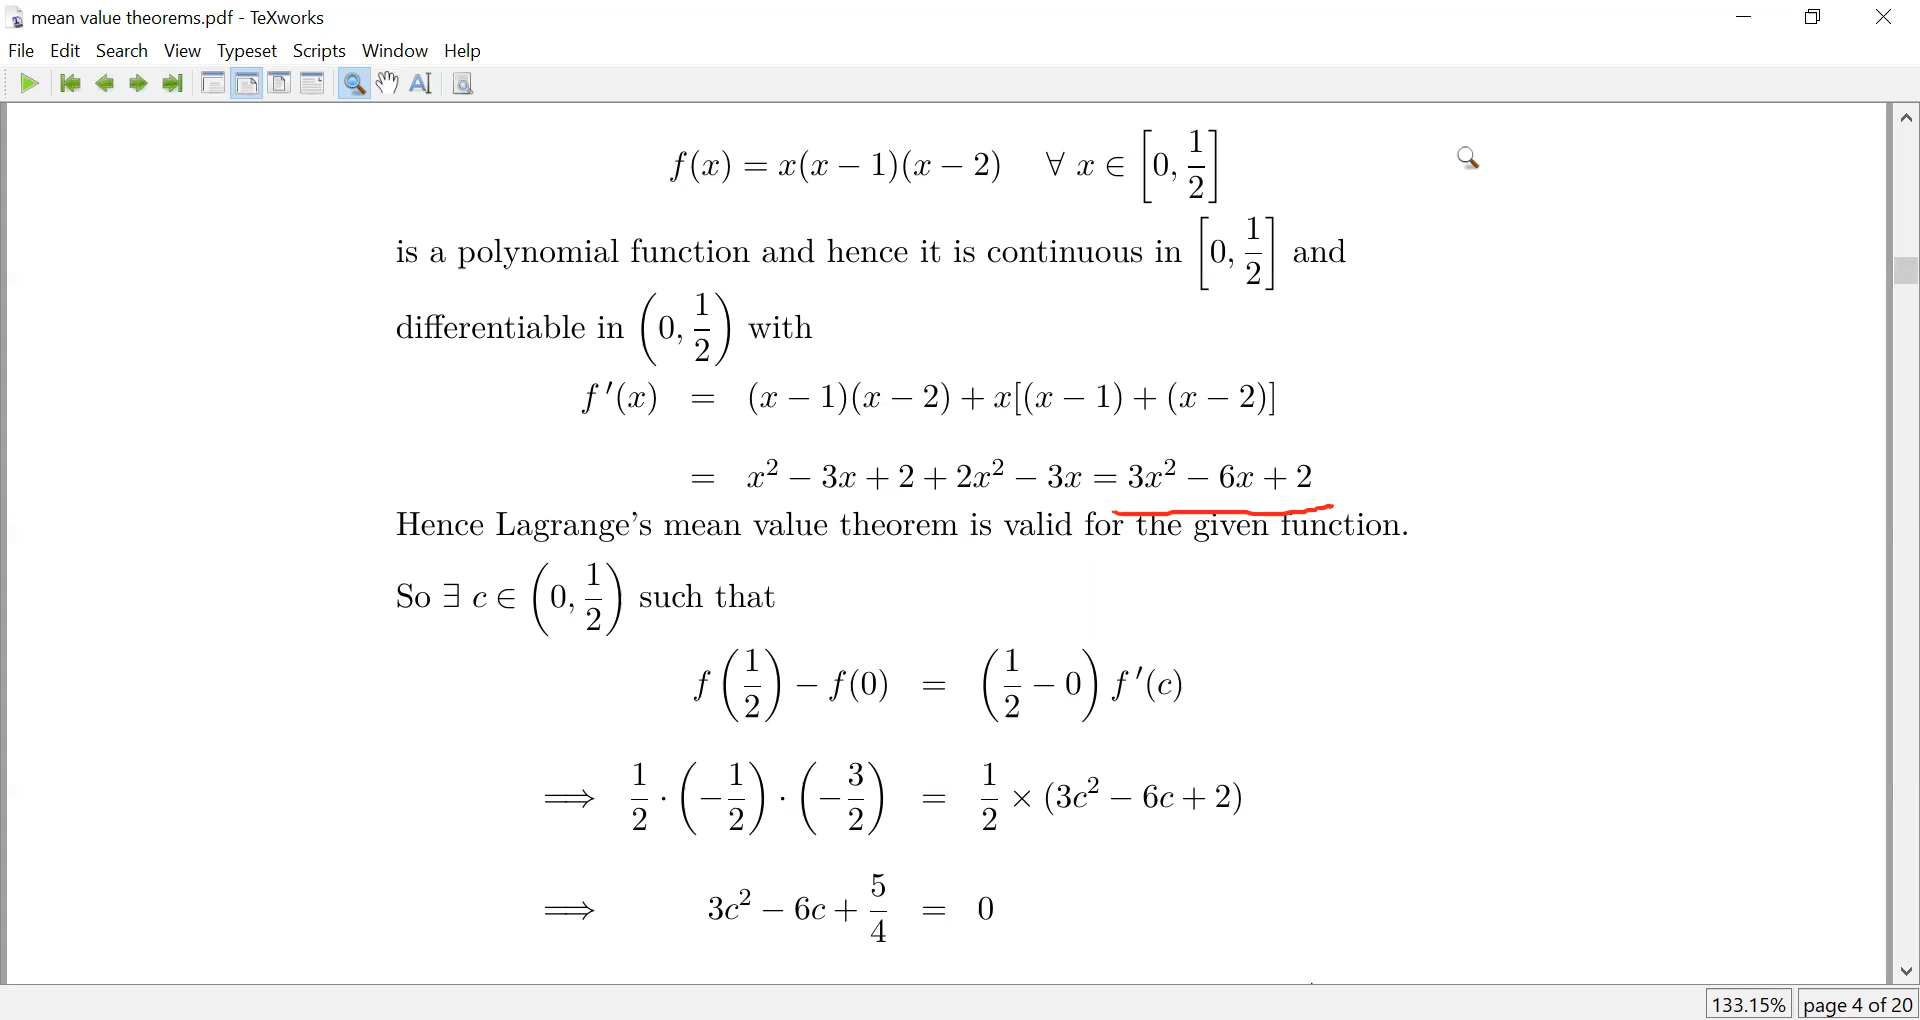 mean value theorems.pdf - TeXworks
File Edit Search View Typeset Scripts Window Help
f(x) = x(x − 1)(x − 2) ∀ x ∈ [0, 1/2]
is a polynomial function and hence it is continuous in [0, 1/2] and
differentiable in (0, 1/2) with
f ′(x) = (x − 1)(x − 2) + x[(x − 1) + (x − 2)]
= x² − 3x + 2 + 2x² − 3x = 3x² − 6x + 2
Hence Lagrange's mean value theorem is valid for the given function.
So ∃ c ∈ (0, 1/2) such that
f (1/2) − f(0) = (1/2 − 0) f ′(c)
⟹ 1/2 · (−1/2) · (−3/2) = 1/2 × (3c² − 6c + 2)
⟹ 3c² − 6c + 5/4 = 0
133.15% page 4 of 20